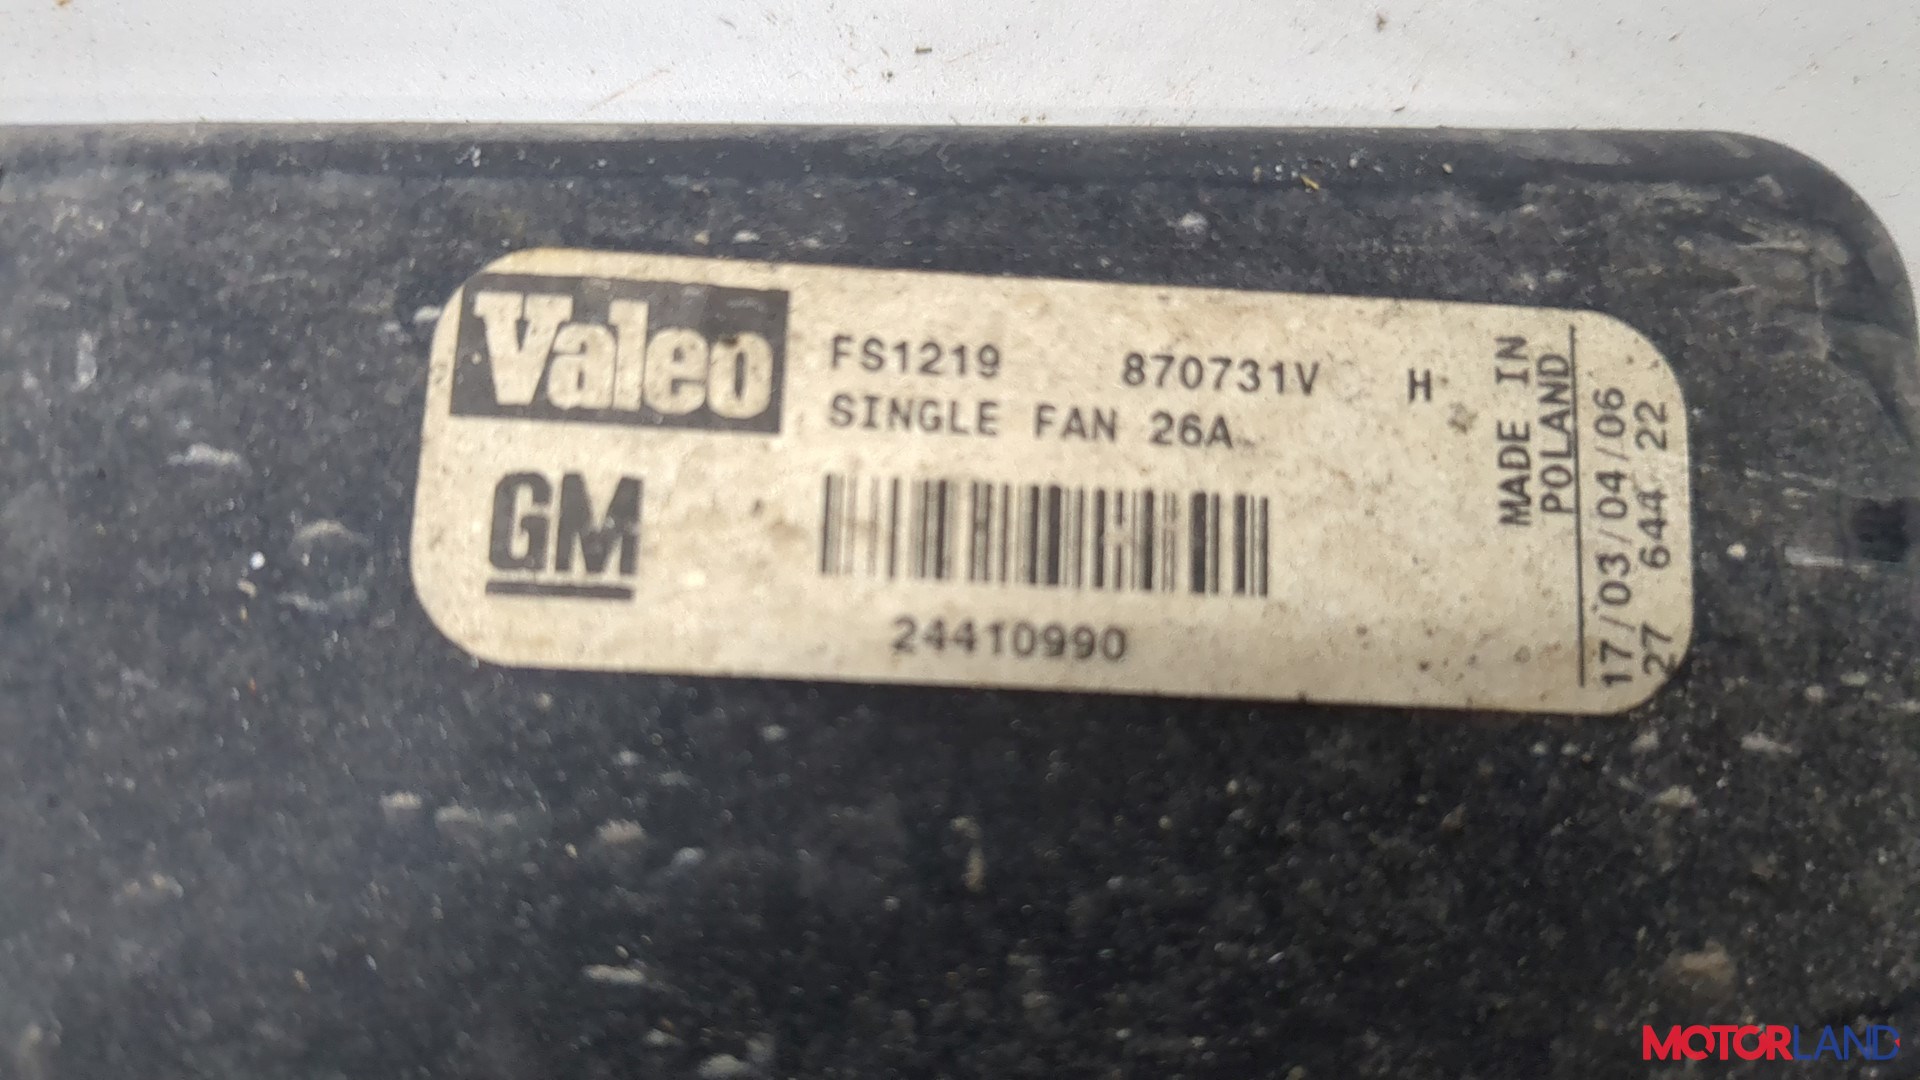 Valeo
FS1219 870731V H
SINGLE FAN 26A
GM
24410990
MADE IN
POLAND
17/03/04/06
27 644 22
MOTORLAND